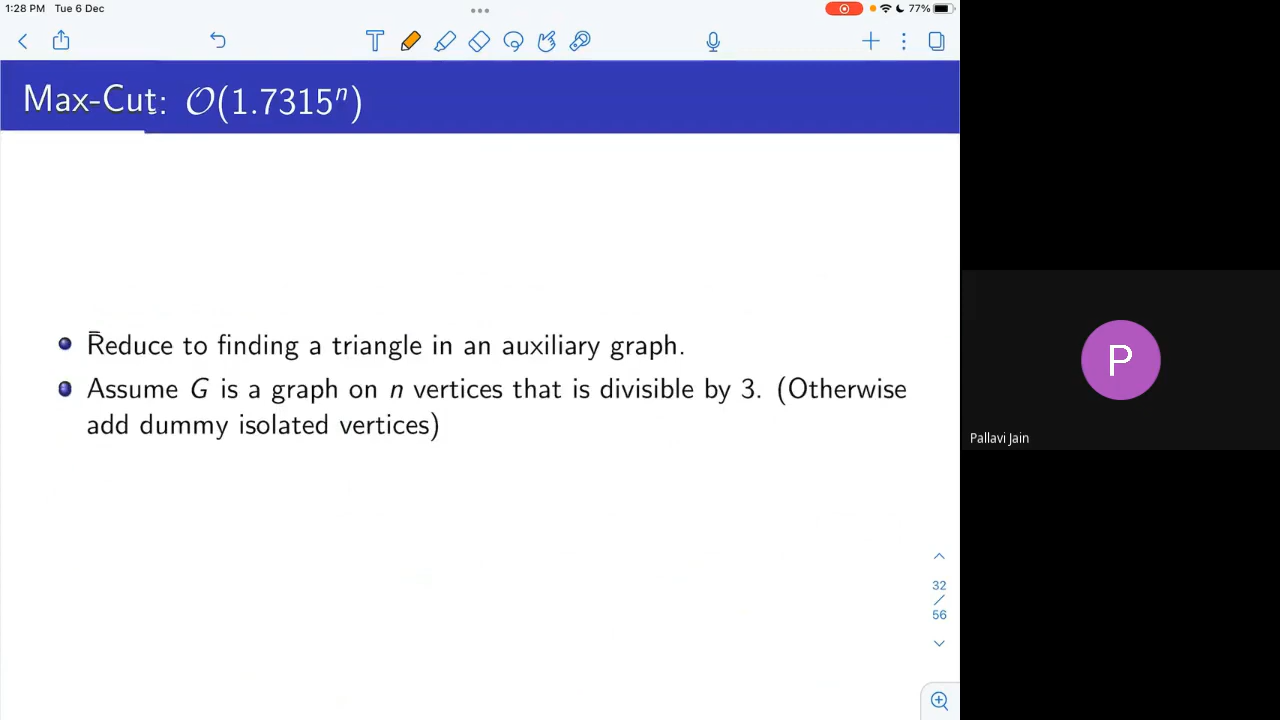 1:28 PM Tue 6 Dec
77%
Max-Cut: 𝒪(1.7315ⁿ)
Reduce to finding a triangle in an auxiliary graph.
Assume G is a graph on n vertices that is divisible by 3. (Otherwise
add dummy isolated vertices)
32
/
56
P
Pallavi Jain